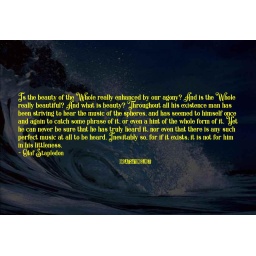 Is the beauty of the Whole really enhanced by our agony? And is the Whole
really beautiful? And what is beauty? Throughout all his existence man has
been striving to hear the music of the spheres, and has seemed to himself once
and again to catch some phrase of it, or even a hint of the whole form of it. Yet
he can never be sure that he has truly heard it, nor even that there is any such
perfect music at all to be heard. Inevitably so, for if it exists, it is not for him
in his littleness.
- Olaf Stapledon